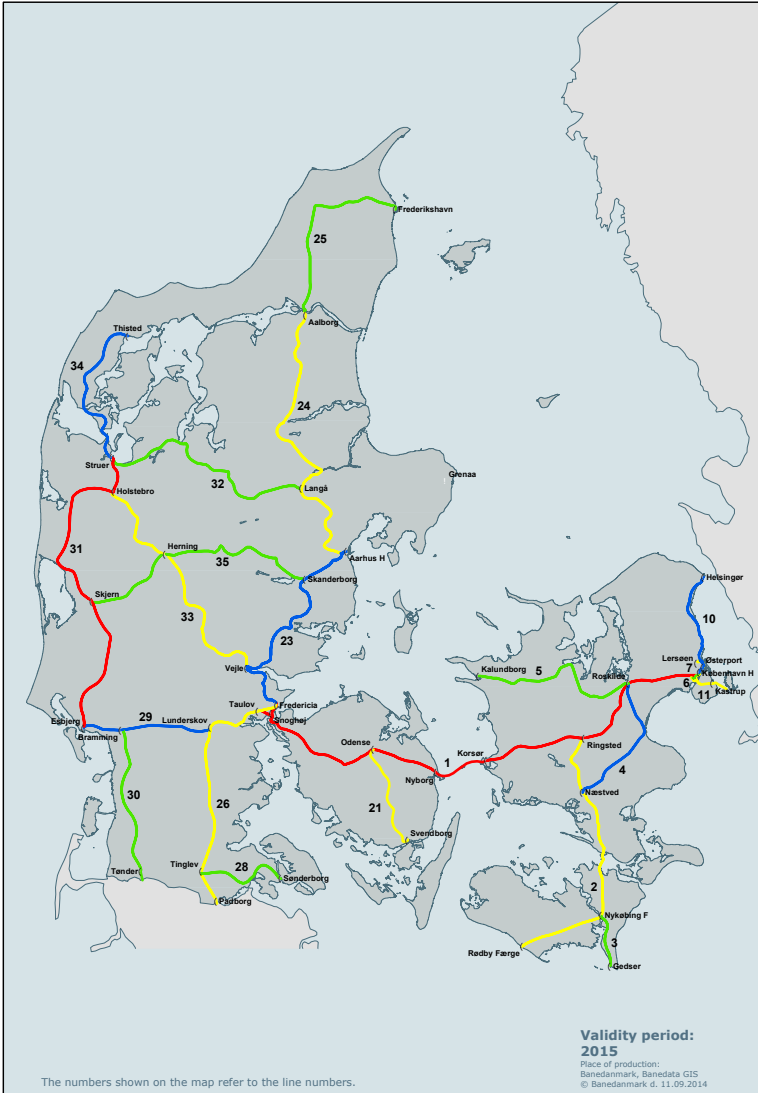 Frederikshavn
25
Aalborg
Thisted
34
24
Struer
Grenaa
32
Langå
Holstebro
31
Herning
Aarhus H
35
Skanderborg
Helsingør
Skjern
33
10
23
Lersøen
Østerport
7
København H
Vejle
Kalundborg
5
Roskilde
6
Kastrup
11
Taulov
Fredericia
Esbjerg
29
Lunderskov
Snoghøj
Bramming
Odense
1
Korsør
Ringsted
4
Nyborg
30
26
21
Næstved
Svendborg
Tinglev
28
Tønder
Sønderborg
2
Padborg
Nykøbing F
3
Rødby Færge
Gedser
Validity period:
2015
Place of production:
Banedanmark, Banedata GIS
© Banedanmark d. 11.09.2014
The numbers shown on the map refer to the line numbers.